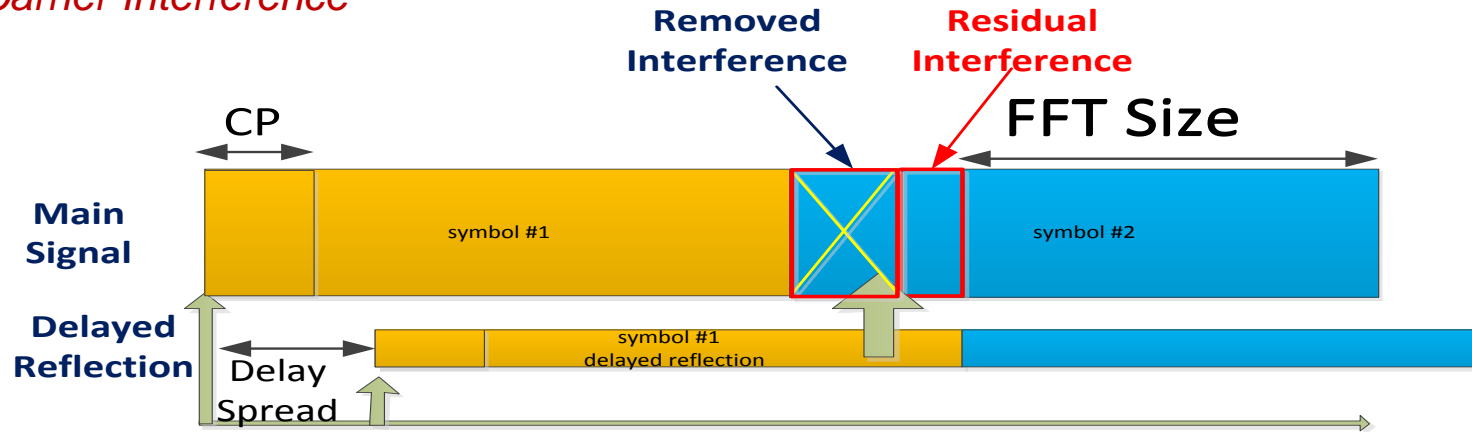 Removed
Interference
Residual
Interference
CP
FFT Size
Main
Signal
symbol #1
symbol #2
Delayed
Reflection
symbol #1
delayed reflection
Delay
Spread